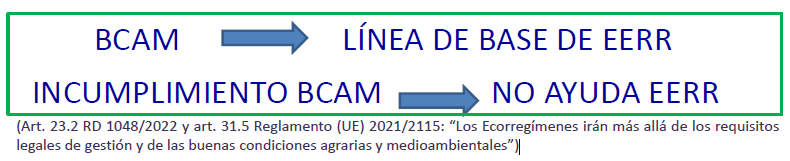 BCAM LÍNEA DE BASE DE EERR
INCUMPLIMIENTO BCAM NO AYUDA EERR
(Art. 23.2 RD 1048/2022 y art. 31.5 Reglamento (UE) 2021/2115: “Los Ecorregímenes irán más allá de los requisitos
legales de gestión y de las buenas condiciones agrarias y medioambientales”)